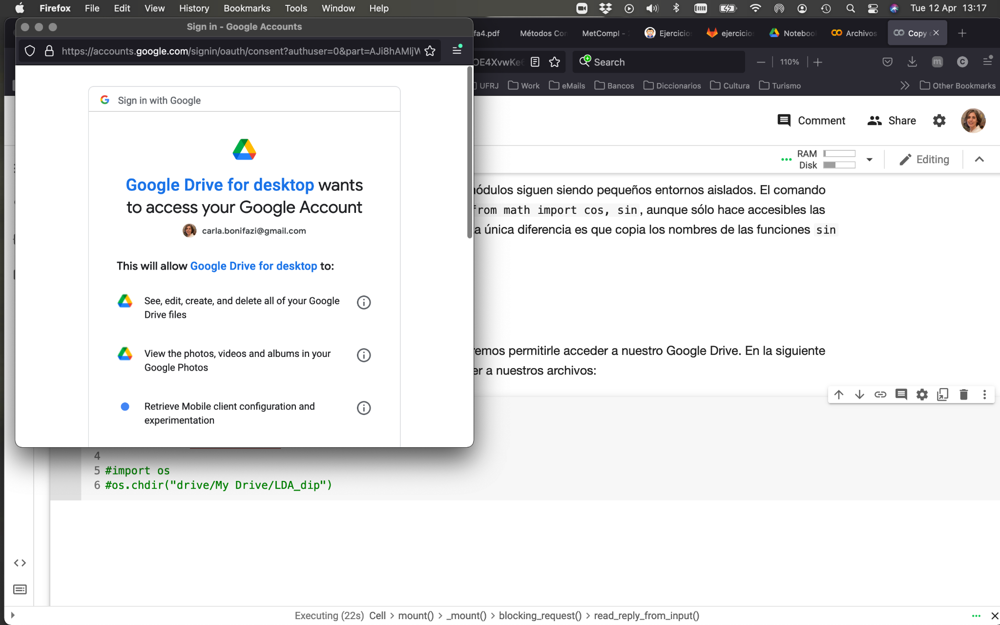 Firefox File Edit View History Bookmarks Tools Window Help Tue 12 Apr 13:17
Sign in - Google Accounts
fa4.pdf Métodos Con MetCompl - Ejercicio ejercicio Noteboo Archivos Copy
https://accounts.google.com/signin/oauth/consent?authuser=0&part=AJi8hAMljW
Search 110%
UFRJ Work eMails Bancos Diccionarios Cultura Turismo Other Bookmarks
Sign in with Google
Comment Share
RAM
Disk
Editing
Google Drive for desktop wants
to access your Google Account
carla.bonifazi@gmail.com
This will allow Google Drive for desktop to:
See, edit, create, and delete all of your Google
Drive files
View the photos, videos and albums in your
Google Photos
Retrieve Mobile client configuration and
experimentation
ódulos siguen siendo pequeños entornos aislados. El comando
from math import cos, sin, aunque sólo hace accesibles las
a única diferencia es que copia los nombres de las funciones sin
remos permitirle acceder a nuestro Google Drive. En la siguiente
er a nuestros archivos:
4
5 #import os
6 #os.chdir("drive/My Drive/LDA_dip")
Executing (22s) Cell > mount() > _mount() > blocking_request() > read_reply_from_input()